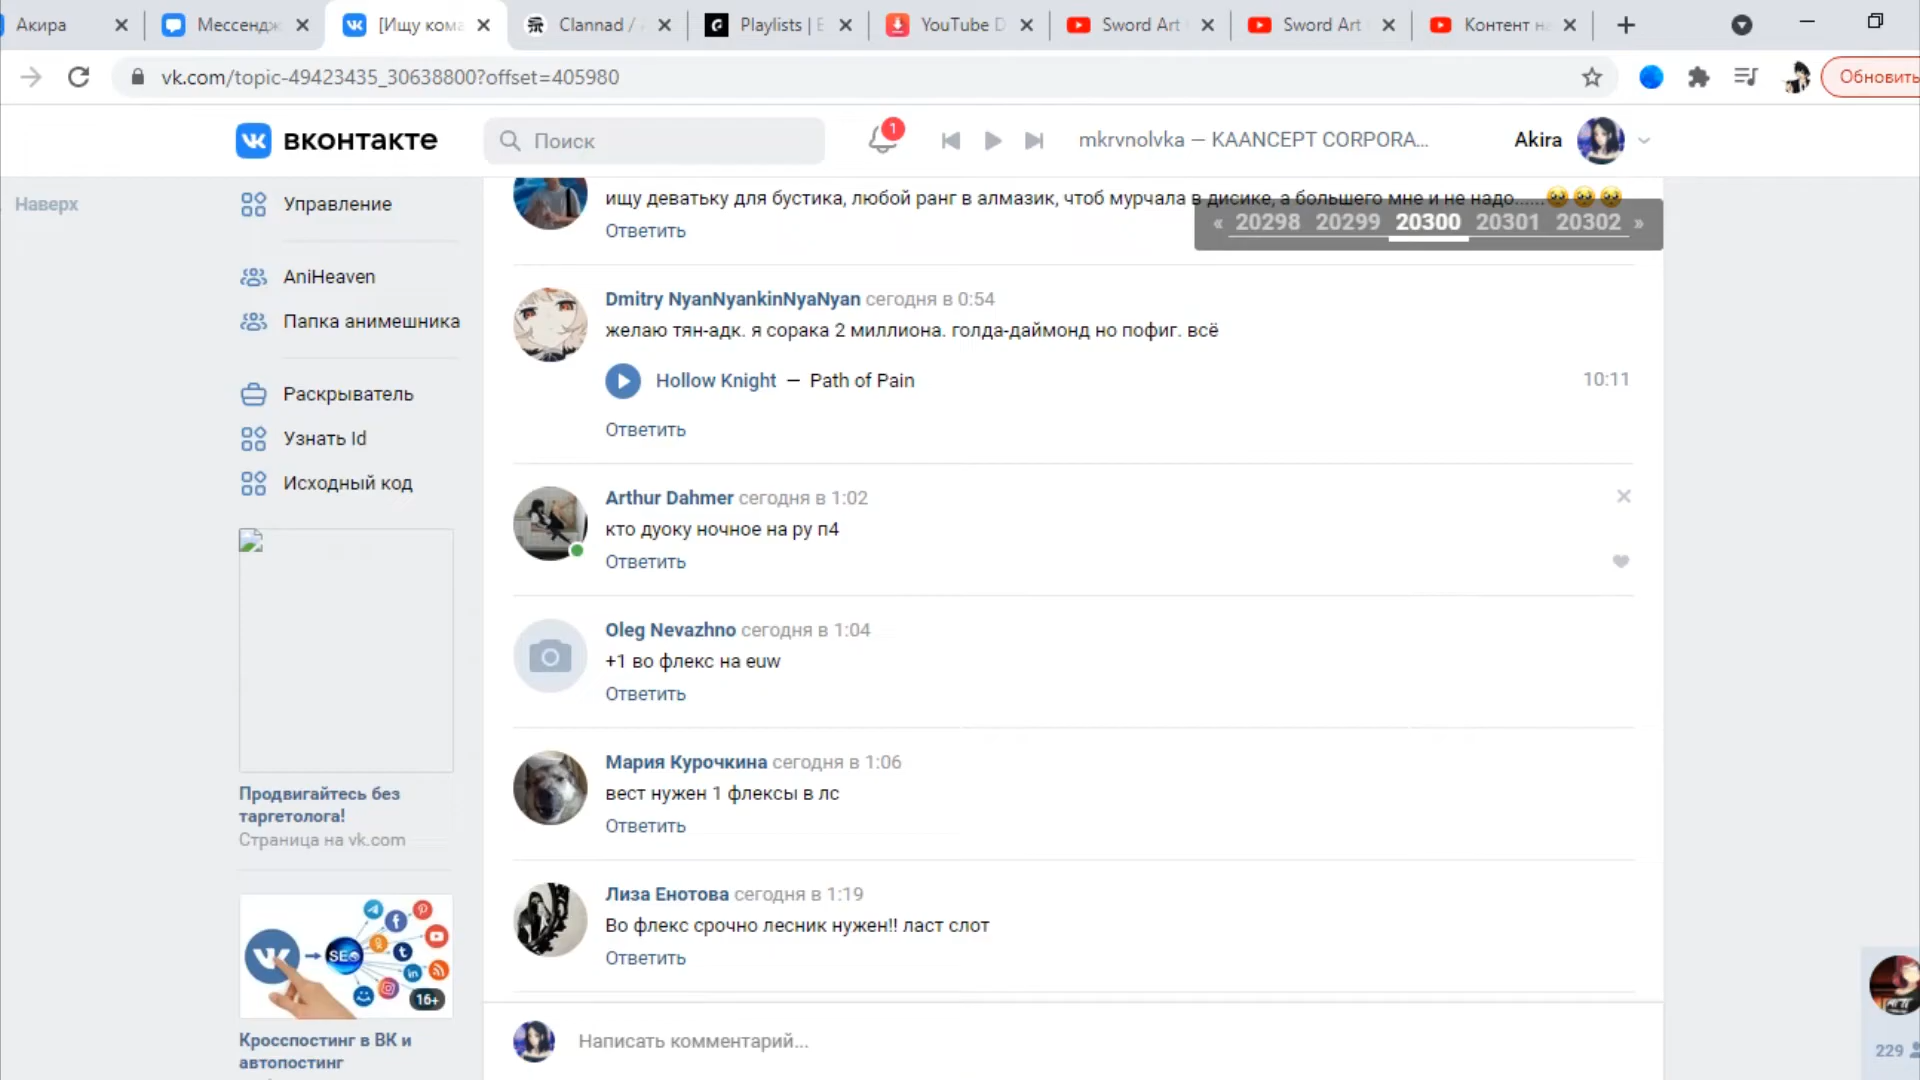 Акира
Мессендж
[Ищу кома
Clannad /
Playlists | E
YouTube D
Sword Art
Sword Art
Контент на
vk.com/topic-49423435_30638800?offset=405980
Обновить
вконтакте
Поиск
1
mkrvnolvka — KAANCEPT CORPORA...
Akira
Наверх
Управление
AniHeaven
Папка анимешника
Раскрыватель
Узнать Id
Исходный код
Продвигайтесь без
таргетолога!
Страница на vk.com
SEO
16+
Кросспостинг в ВК и
автопостинг
ищу деватьку для бустика, любой ранг в алмазик, чтоб мурчала в дисике, а большего мне и не надо......🥺🥺🥺
Ответить
« 20298 20299 20300 20301 20302 »
Dmitry NyanNyankinNyaNyan сегодня в 0:54
желаю тян-адк. я сорака 2 миллиона. голда-даймонд но пофиг. всё
Hollow Knight — Path of Pain 10:11
Ответить
Arthur Dahmer сегодня в 1:02
кто дуоку ночное на ру п4
Ответить
Oleg Nevazhno сегодня в 1:04
+1 во флекс на euw
Ответить
Мария Курочкина сегодня в 1:06
вест нужен 1 флексы в лс
Ответить
Лиза Енотова сегодня в 1:19
Во флекс срочно лесник нужен!! ласт слот
Ответить
Написать комментарий...
229